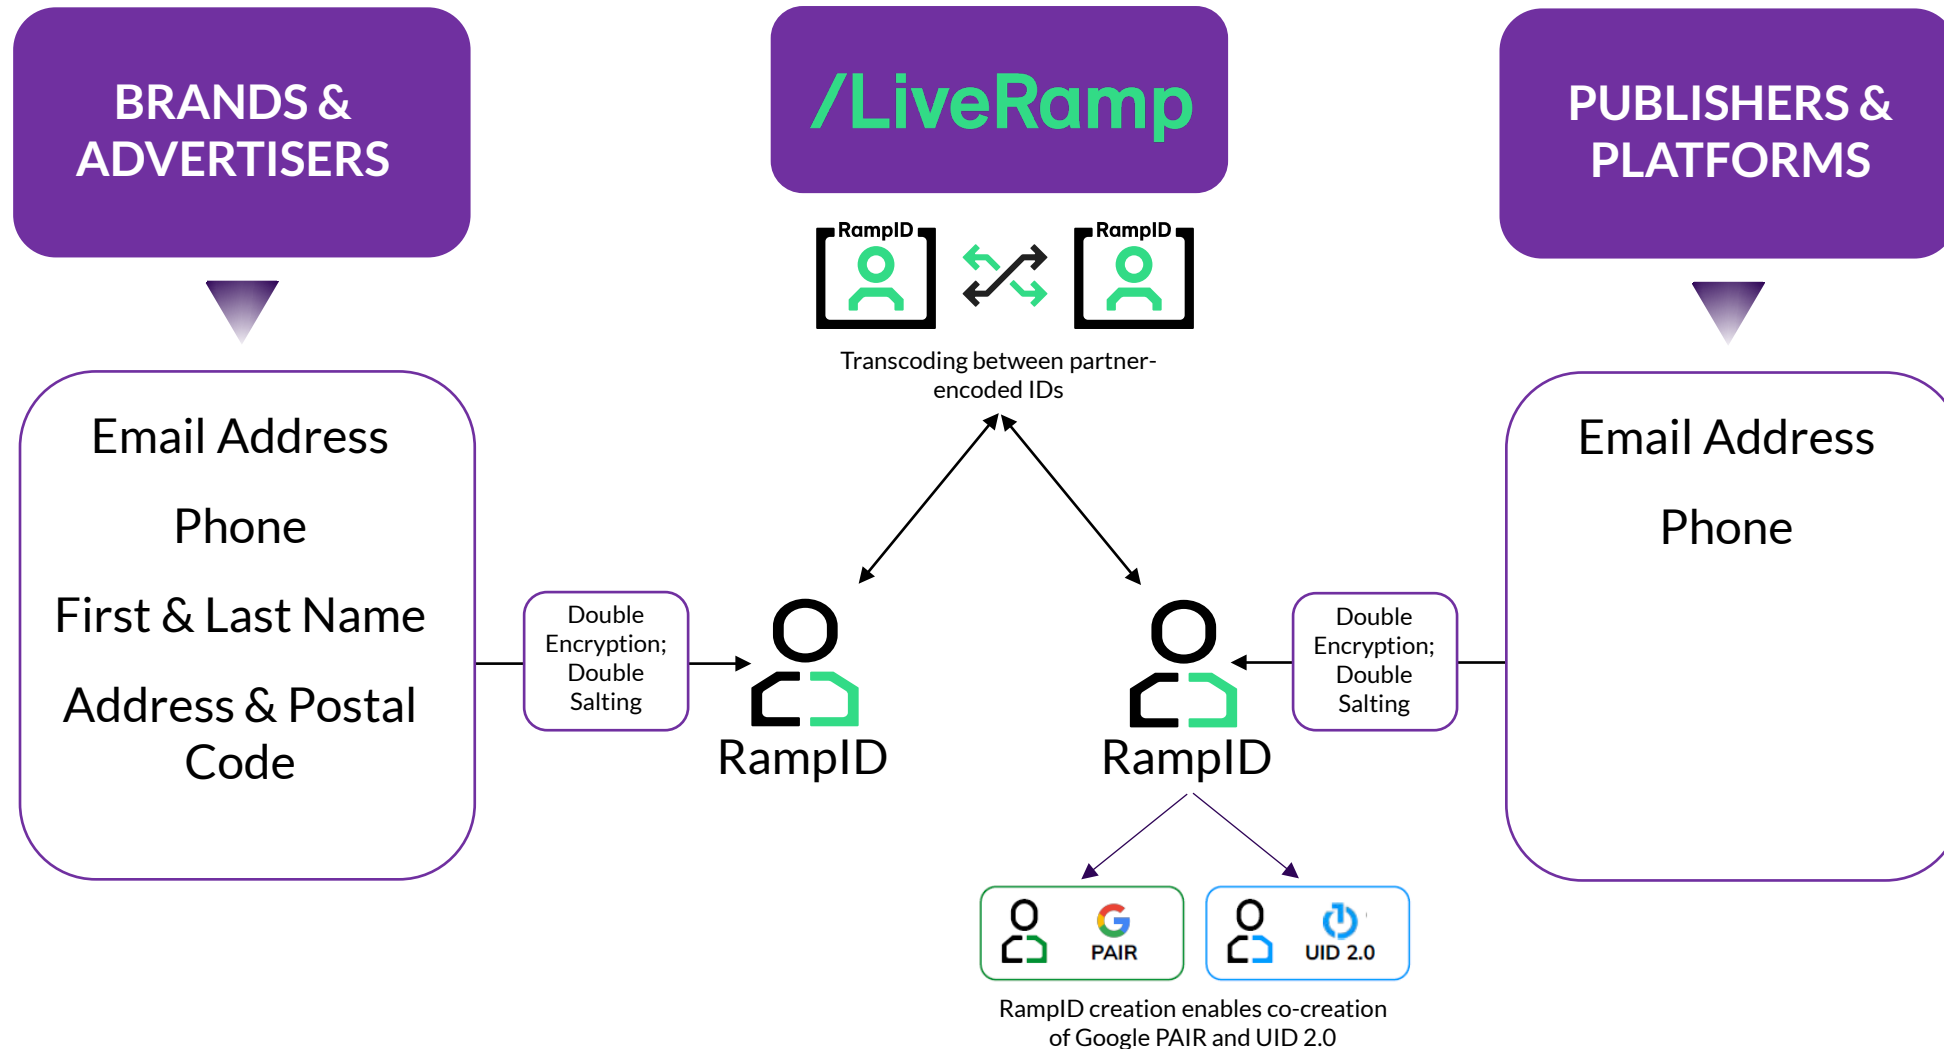 BRANDS &
ADVERTISERS
/LiveRamp
PUBLISHERS &
PLATFORMS
RampID
RampID
Transcoding between partner-
encoded IDs
Email Address
Phone
First & Last Name
Address & Postal
Code
Double
Encryption;
Double
Salting
RampID
RampID
Double
Encryption;
Double
Salting
Email Address
Phone
PAIR
UID 2.0
RampID creation enables co-creation
of Google PAIR and UID 2.0